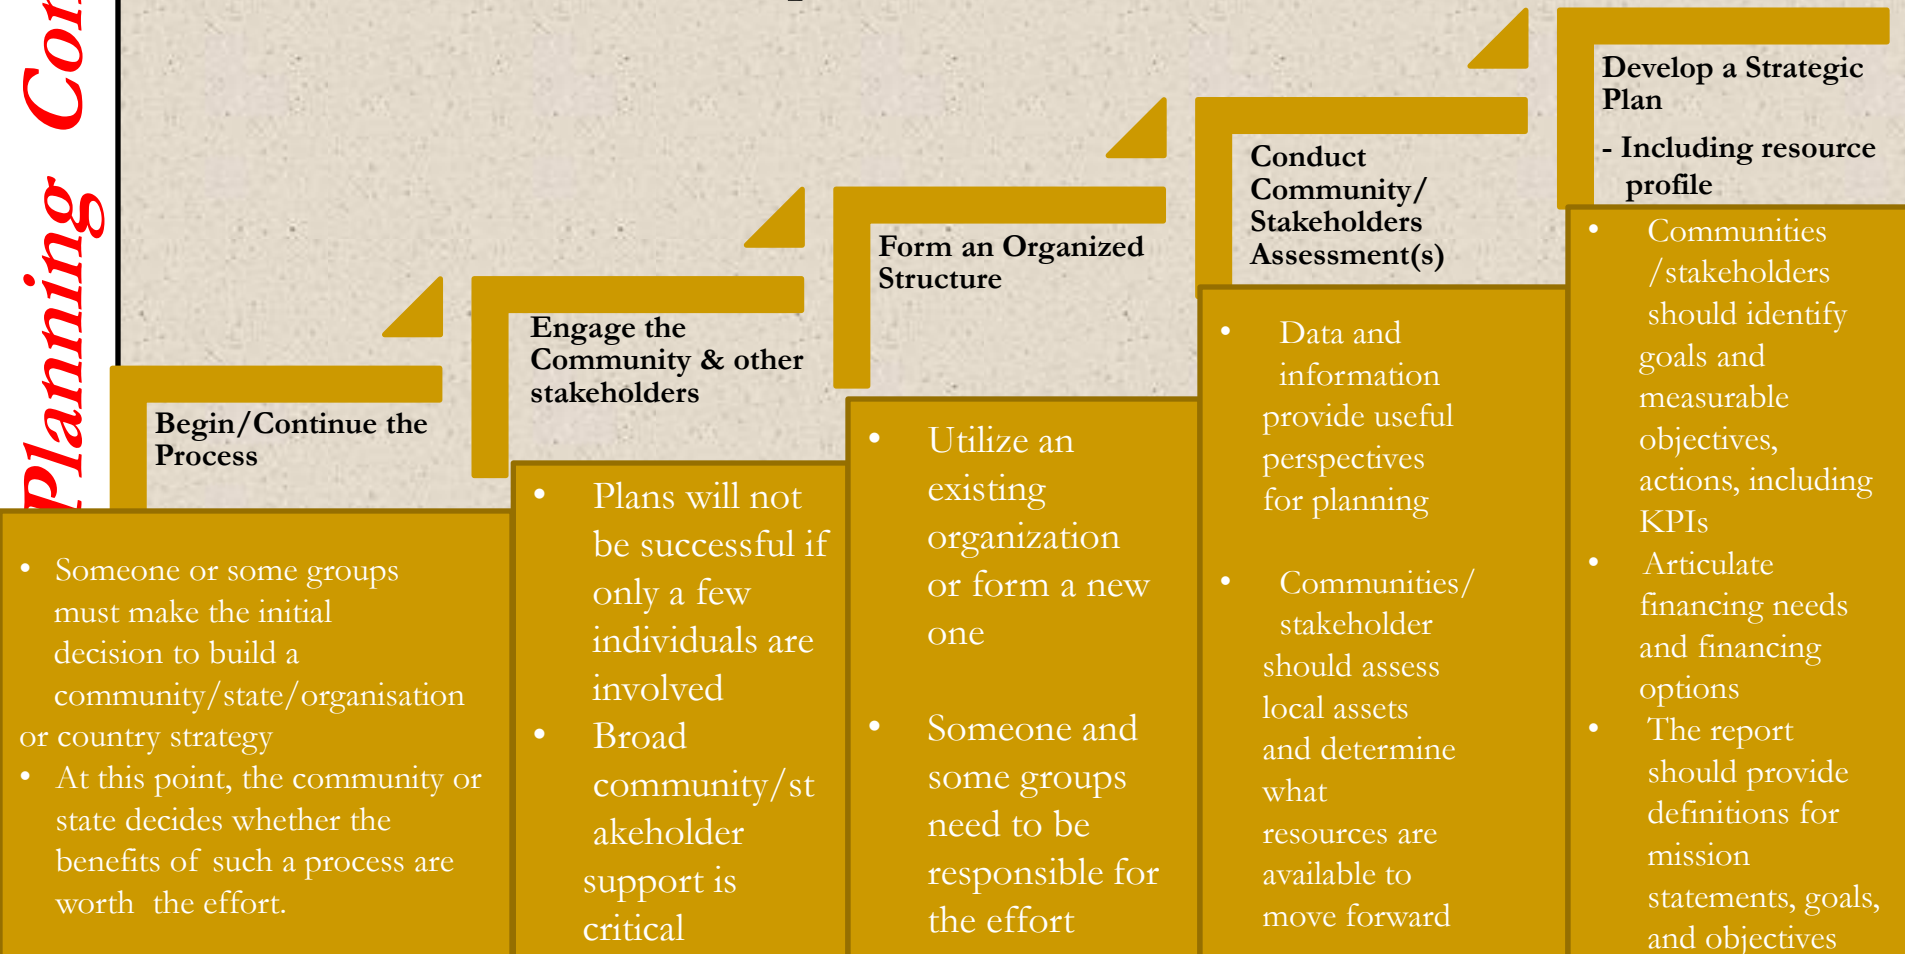 Planning
Begin/Continue the
Process
• Someone or some groups
must make the initial
decision to build a
community/state/organisation
or country strategy
• At this point, the community or
state decides whether the
benefits of such a process are
worth the effort.
Engage the
Community & other
stakeholders
• Plans will not
be successful if
only a few
individuals are
involved
• Broad
community/st
akeholder
support is
critical
Form an Organized
Structure
• Utilize an
existing
organization
or form a new
one
• Someone and
some groups
need to be
responsible for
the effort
Conduct
Community/
Stakeholders
Assessment(s)
• Data and
information
provide useful
perspectives
for planning
• Communities/
stakeholder
should assess
local assets
and determine
what
resources are
available to
move forward
Develop a Strategic
Plan
- Including resource
profile
• Communities
/stakeholders
should identify
goals and
measurable
objectives,
actions, including
KPIs
• Articulate
financing needs
and financing
options
• The report
should provide
definitions for
mission
statements, goals,
and objectives